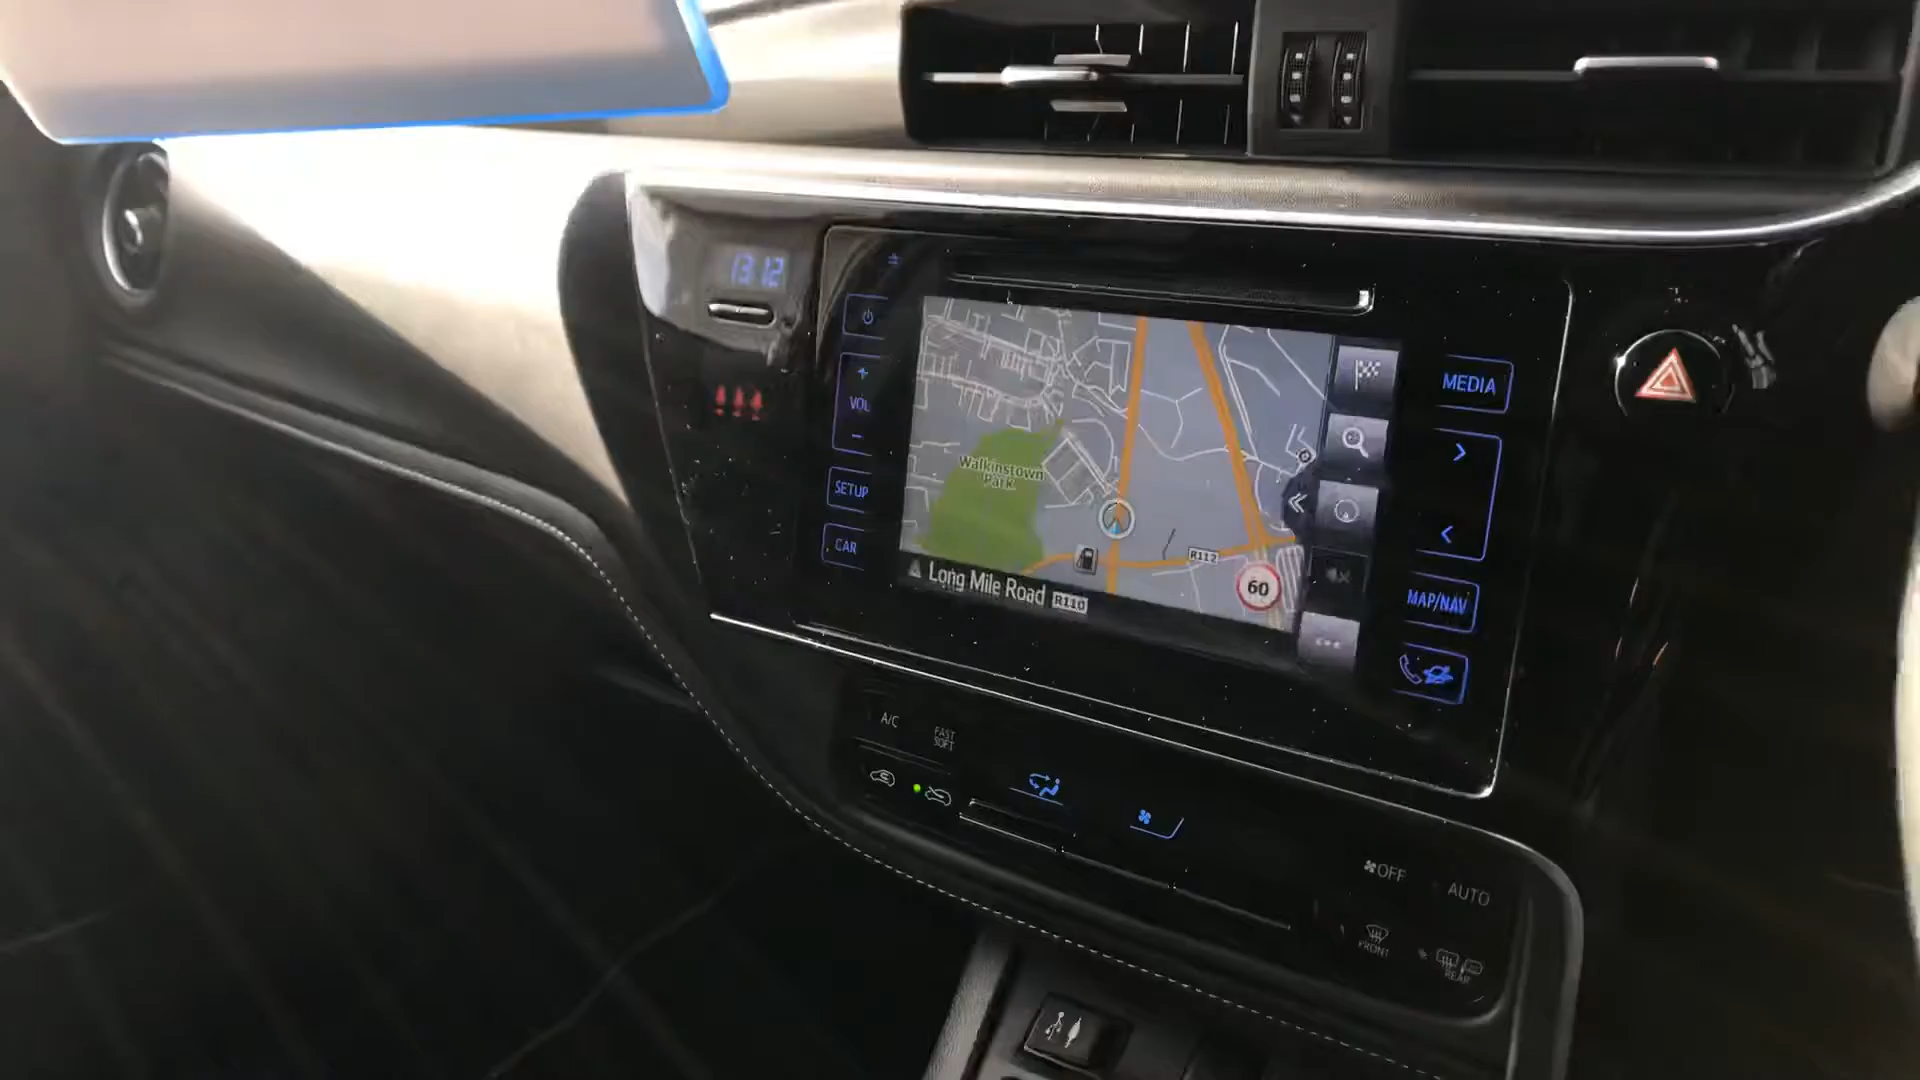 13:12
VOL
SETUP
CAR
Walkinstown
Park
R112
60
Long Mile Road R110
MEDIA
MAP/NAV
A/C
FAST
SOFT
OFF
AUTO
FRONT
REAR